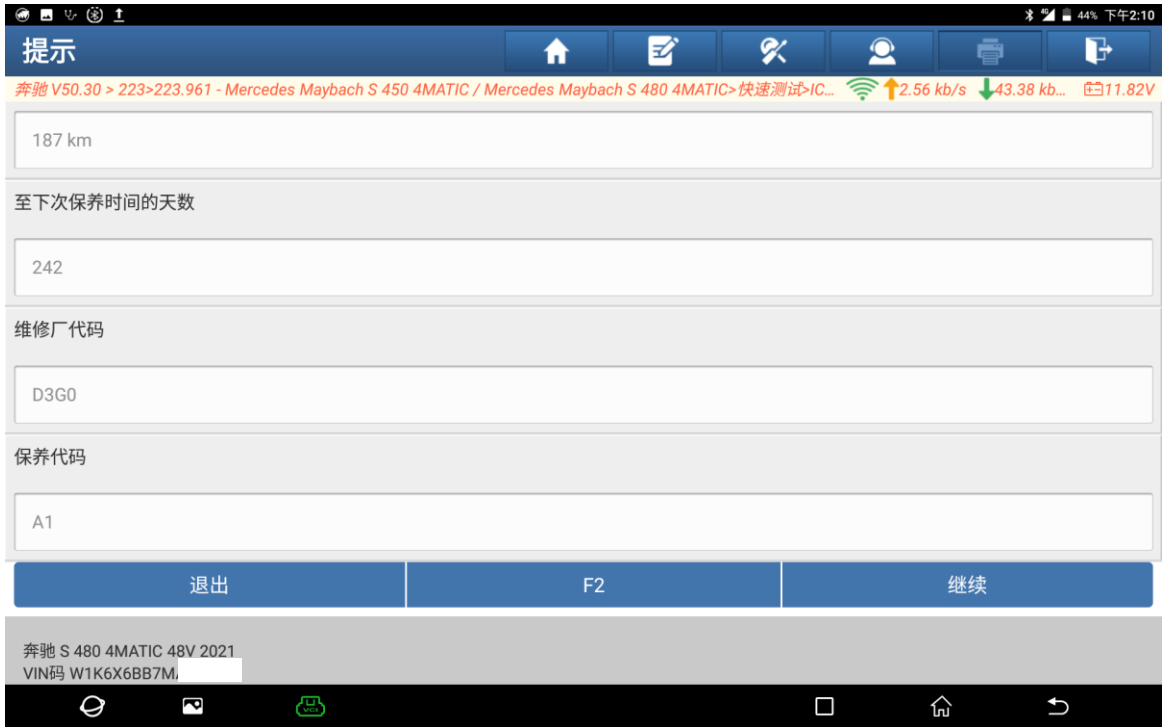 44% 下午2:10
提示
奔驰 V50.30 > 223>223.961 - Mercedes Maybach S 450 4MATIC / Mercedes Maybach S 480 4MATIC>快速测试>IC... 2.56 kb/s 43.38 kb... 11.82V
187 km
至下次保养时间的天数
242
维修厂代码
D3G0
保养代码
A1
退出 F2 继续
奔驰 S 480 4MATIC 48V 2021
VIN码 W1K6X6BB7M
VCI